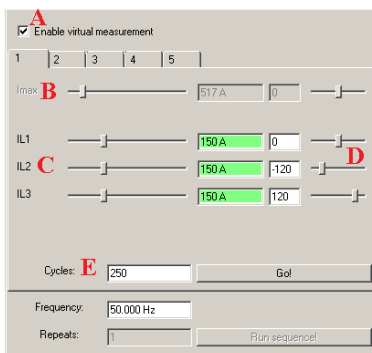 A
Enable virtual measurement
1 2 3 4 5
Imax B 517 A 0
IL1 150 A 0
IL2 C 150 A -120 D
IL3 150 A 120
Cycles: E 250 Go!
Frequency: 50.000 Hz
Repeats: 1 Run sequence!